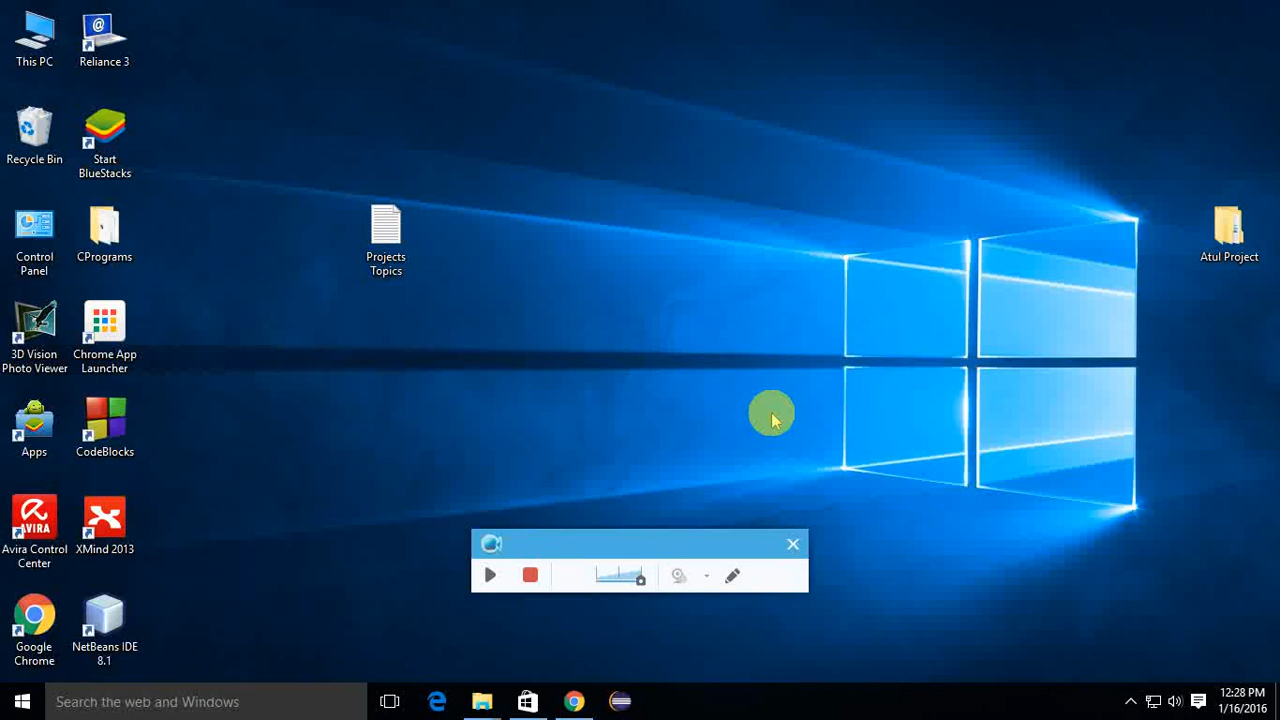 This PC
Reliance 3
Recycle Bin
Start
BlueStacks
Control
Panel
CPrograms
Projects
Topics
Atul Project
3D Vision
Photo Viewer
Chrome App
Launcher
Apps
CodeBlocks
AVIRA
Avira Control
Center
XMind 2013
Google
Chrome
NetBeans IDE
8.1
Search the web and Windows
12:28 PM
1/16/2016